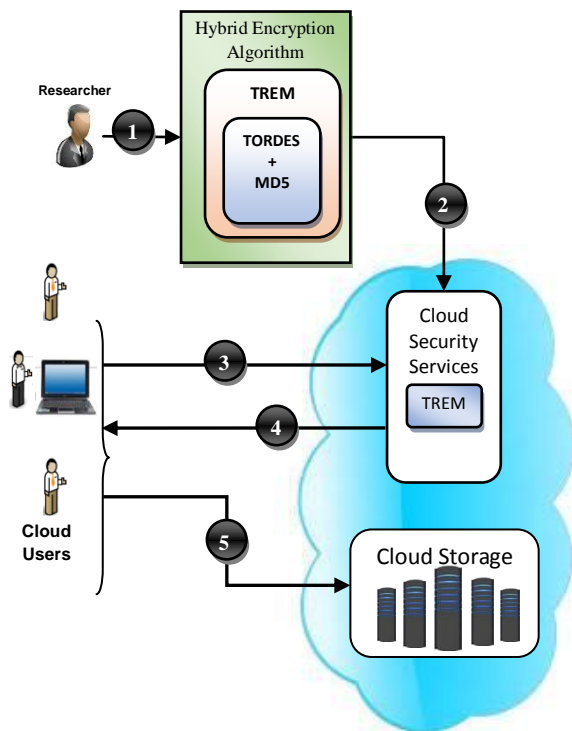 Hybrid Encryption
Algorithm
Researcher
TREM
1
TORDES
+
MD5
2
Cloud
Security
Services
TREM
3
4
Cloud
Users
5
Cloud Storage